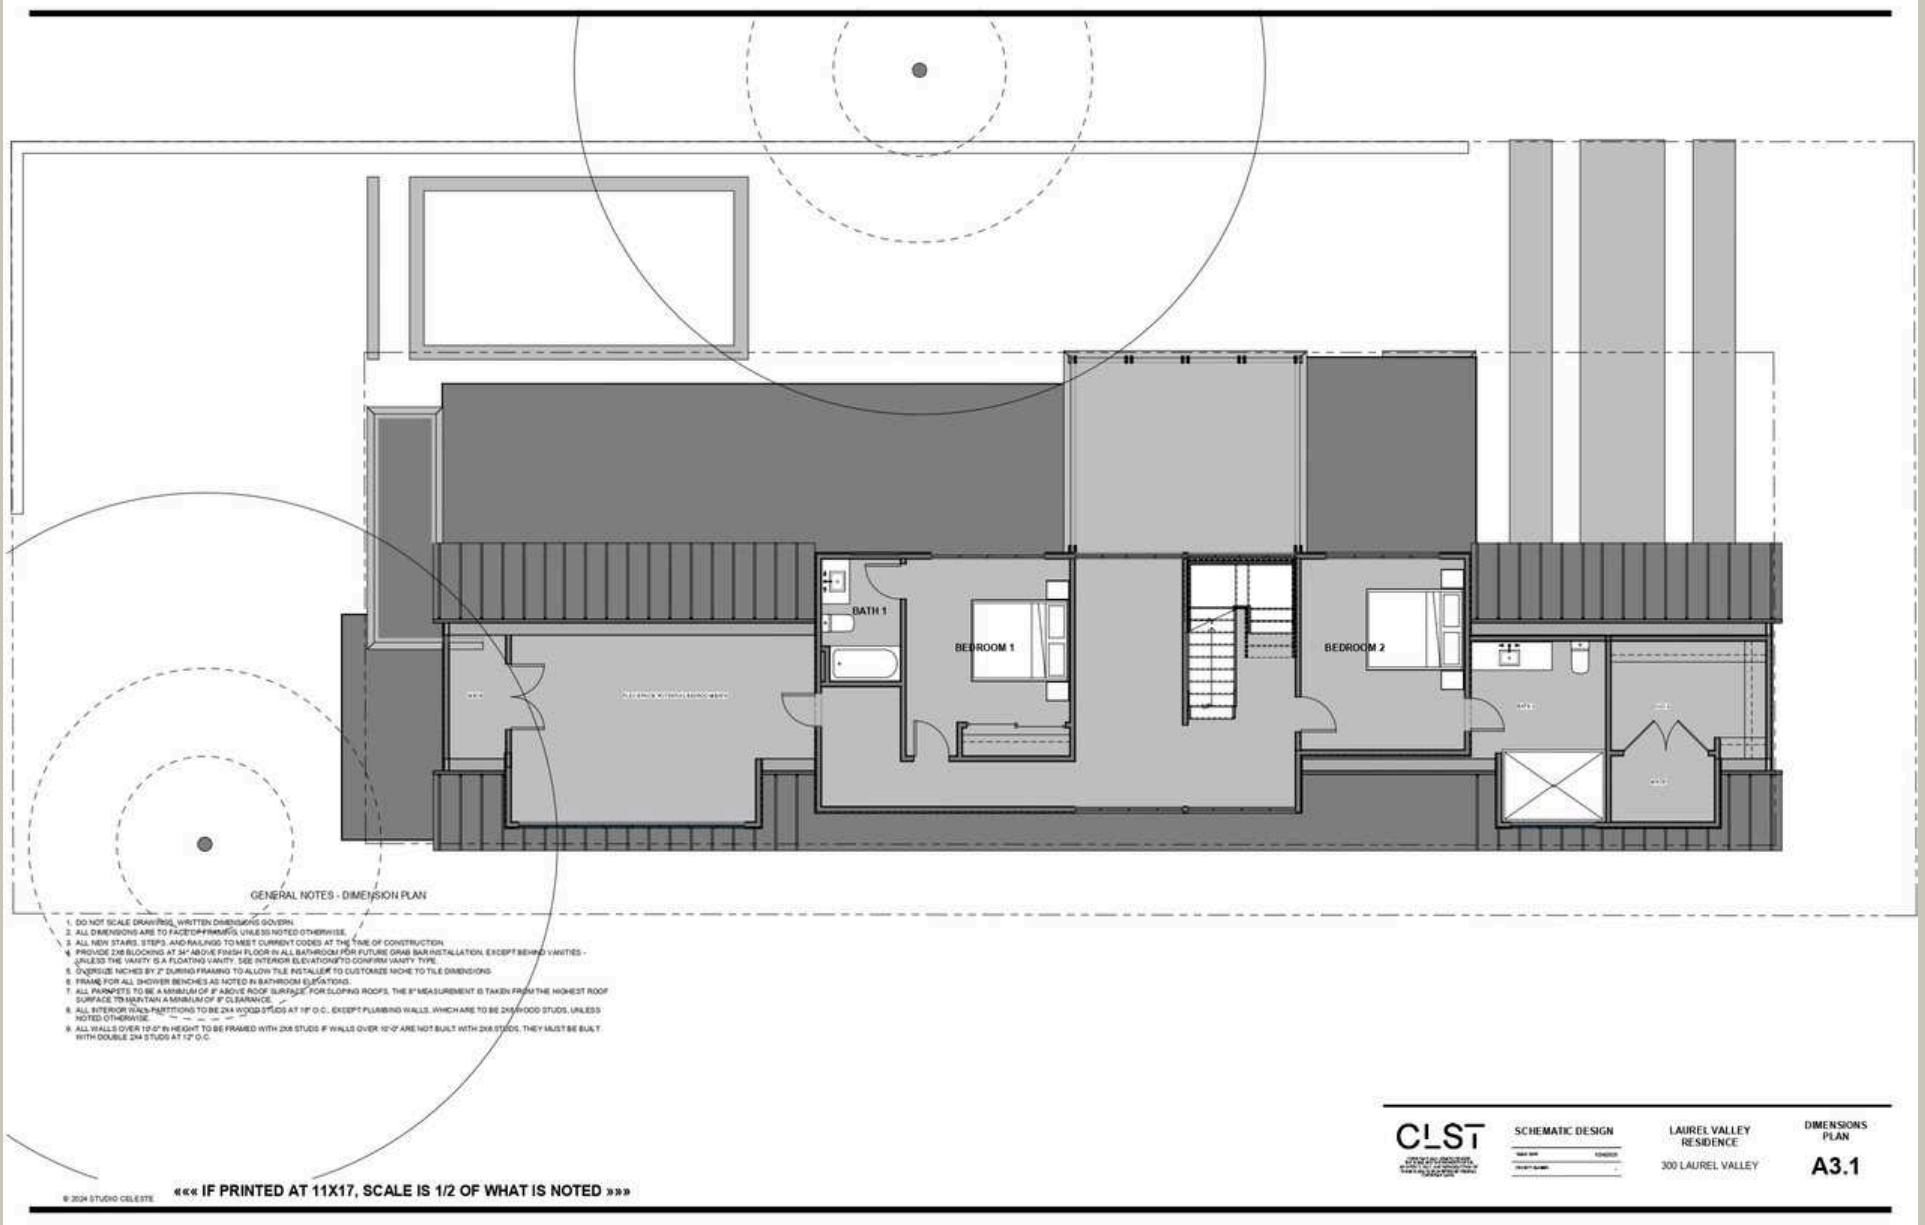 BATH 1
BEDROOM 1
BEDROOM 2
GENERAL NOTES - DIMENSION PLAN
1. DO NOT SCALE DRAWINGS, WRITTEN DIMENSIONS GOVERN.
2. ALL DIMENSIONS ARE TO FACE OF FRAMING UNLESS NOTED OTHERWISE.
3. ALL NEW STAIRS, STEPS, AND RAILINGS TO MEET CURRENT CODES AT THE TIME OF CONSTRUCTION
4. PROVIDE 2X6 BLOCKING AT 34" ABOVE FINISH FLOOR IN ALL BATHROOM FOR FUTURE GRAB BAR INSTALLATION, EXCEPT BEHIND VANITIES -
UNLESS THE VANITY IS A FLOATING VANITY. SEE INTERIOR ELEVATIONS TO CONFIRM VANITY TYPE.
5. OVERSIZE NICHES BY 2" DURING FRAMING TO ALLOW TILE INSTALLER TO CUSTOMIZE NICHE TO TILE DIMENSIONS
6. FRAME FOR ALL SHOWER BENCHES AS NOTED IN BATHROOM ELEVATIONS.
7. ALL PARAPETS TO BE A MINIMUM OF 8" ABOVE ROOF SURFACE. FOR SLOPING ROOFS, THE 8" MEASUREMENT IS TAKEN FROM THE HIGHEST ROOF
SURFACE TO MAINTAIN A MINIMUM OF 8" CLEARANCE.
8. ALL INTERIOR WALL PARTITIONS TO BE 2X4 WOOD STUDS AT 16" O.C., EXCEPT PLUMBING WALLS, WHICH ARE TO BE 2X6 WOOD STUDS, UNLESS
NOTED OTHERWISE.
9. ALL WALLS OVER 10'-0" IN HEIGHT TO BE FRAMED WITH 2X6 STUDS IF WALLS OVER 10'-0" ARE NOT BUILT WITH 2X6 STUDS, THEY MUST BE BUILT
WITH DOUBLE 2X4 STUDS AT 12" O.C.
© 2024 STUDIO CELESTE
««« IF PRINTED AT 11X17, SCALE IS 1/2 OF WHAT IS NOTED »»»
CLST
SCHEMATIC DESIGN
LAUREL VALLEY
RESIDENCE
300 LAUREL VALLEY
DIMENSIONS
PLAN
A3.1